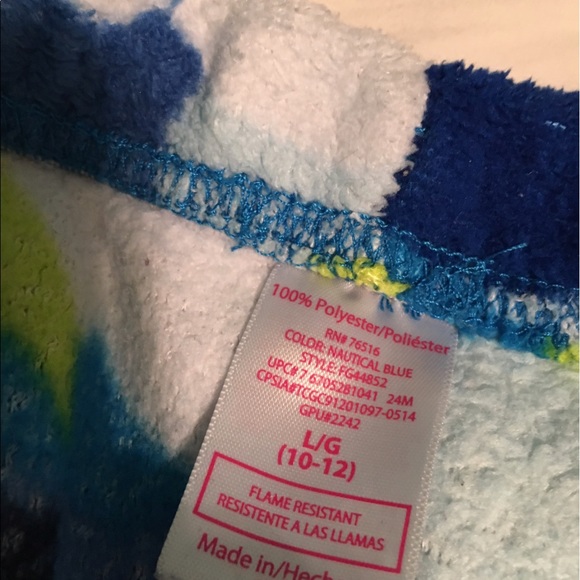 100% Polyester/Poliéster
RN# 76516
COLOR: NAUTICAL BLUE
STYLE: FG44852
UPC# 7 6705281041 24M
CPSIA#TCGC91201097-0514
GPU#2242
L/G
(10-12)
FLAME RESISTANT
RESISTENTE A LAS LLAMAS
Made in/Hech